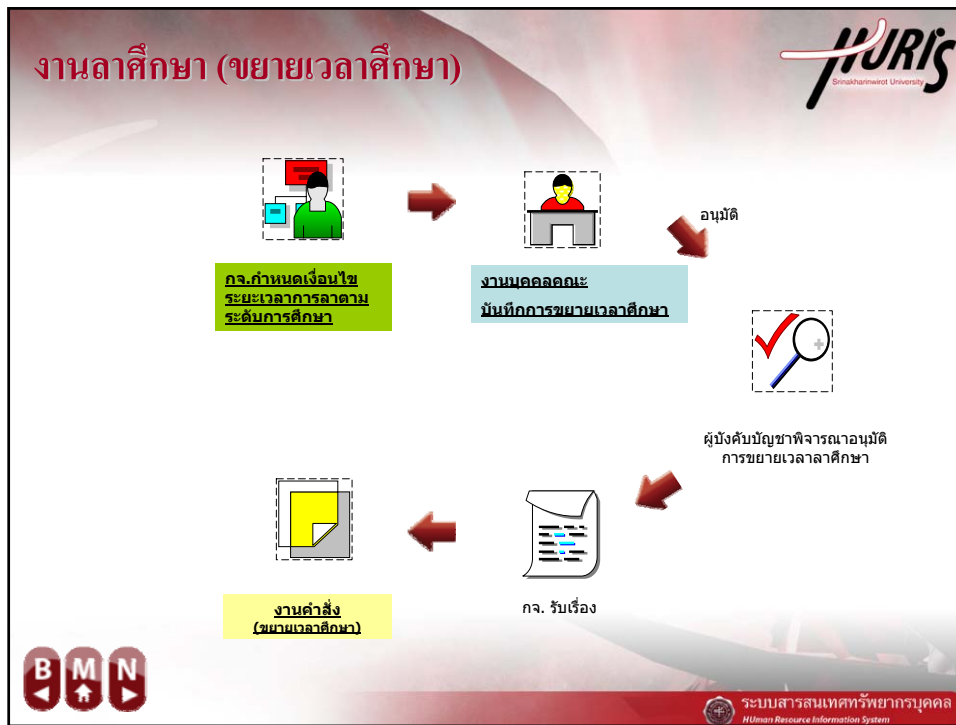 งานลาศึกษา (ขยายเวลาศึกษา)
HURIS
Srinakharinwirot University
อนุมัติ
กจ.กำหนดเงื่อนไข
ระยะเวลาการลาตาม
ระดับการศึกษา
งานบุคคลคณะ
บันทึกการขยายเวลาศึกษา
ผู้บังคับบัญชาพิจารณาอนุมัติ
การขยายเวลาลาศึกษา
กจ. รับเรื่อง
งานคำสั่ง
(ขยายเวลาศึกษา)
B M N
ระบบสารสนเทศทรัพยากรบุคคล
HUman Resource Information System